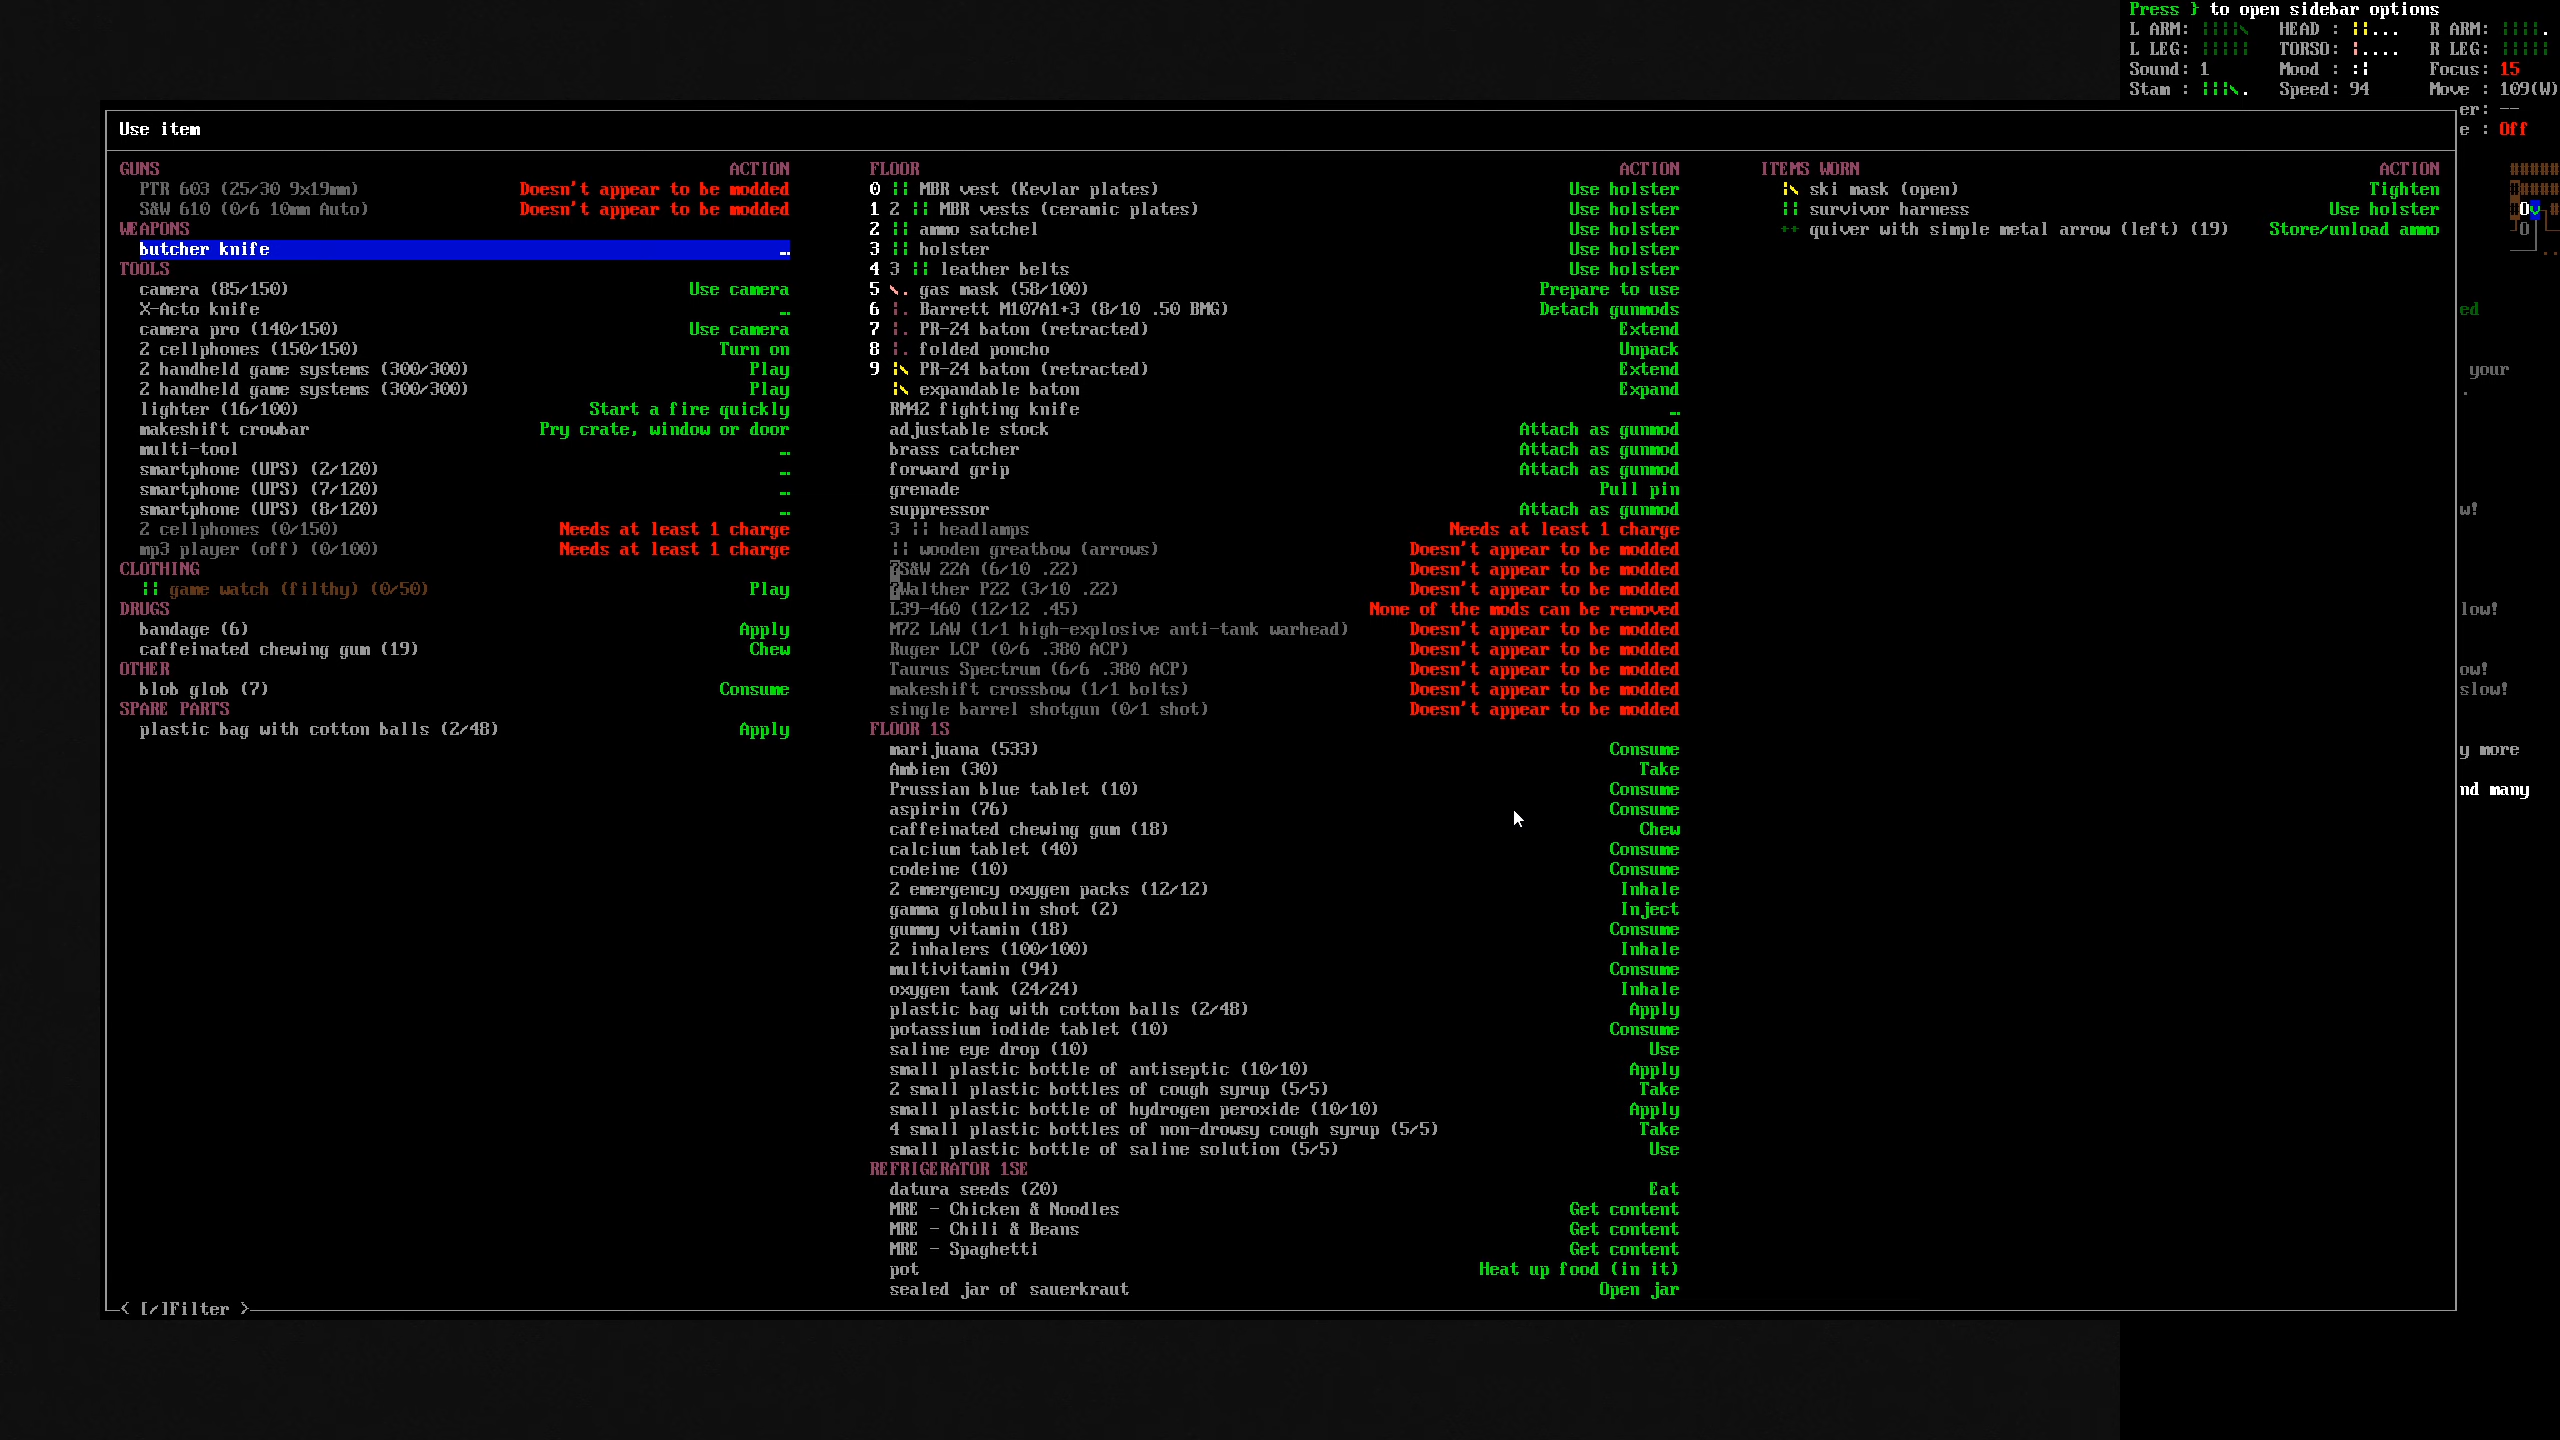 Press } to open sidebar options
L ARM: HEAD : ... R ARM: .
L LEG: TORSO: .... R LEG:
Sound: 1 Mood : :| Focus: 15
Stam : . Speed: 94 Move : 109(W)
er: --
e : Off
Use item
GUNS ACTION
PTR 603 (25/30 9x19mm) Doesn't appear to be modded
S&W 610 (0/6 10mm Auto) Doesn't appear to be modded
WEAPONS
butcher knife …
TOOLS
camera (85/150) Use camera
X-Acto knife …
camera pro (140/150) Use camera
2 cellphones (150/150) Turn on
2 handheld game systems (300/300) Play
2 handheld game systems (300/300) Play
lighter (16/100) Start a fire quickly
makeshift crowbar Pry crate, window or door
multi-tool …
smartphone (UPS) (2/120) …
smartphone (UPS) (7/120) …
smartphone (UPS) (8/120) …
2 cellphones (0/150) Needs at least 1 charge
mp3 player (off) (0/100) Needs at least 1 charge
CLOTHING
|| game watch (filthy) (0/50) Play
DRUGS
bandage (6) Apply
caffeinated chewing gum (19) Chew
OTHER
blob glob (7) Consume
SPARE PARTS
plastic bag with cotton balls (2/48) Apply
FLOOR ACTION
0 || MBR vest (Kevlar plates) Use holster
1 2 || MBR vests (ceramic plates) Use holster
2 || ammo satchel Use holster
3 || holster Use holster
4 3 || leather belts Use holster
5 \. gas mask (58/100) Prepare to use
6 |. Barrett M107A1+3 (8/10 .50 BMG) Detach gunmods
7 |. PR-24 baton (retracted) Extend
8 |. folded poncho Unpack
9 |\ PR-24 baton (retracted) Extend
|\ expandable baton Expand
RM42 fighting knife …
adjustable stock Attach as gunmod
brass catcher Attach as gunmod
forward grip Attach as gunmod
grenade Pull pin
suppressor Attach as gunmod
3 || headlamps Needs at least 1 charge
|| wooden greatbow (arrows) Doesn't appear to be modded
S&W 22A (6/10 .22) Doesn't appear to be modded
Walther P22 (3/10 .22) Doesn't appear to be modded
L39-460 (12/12 .45) None of the mods can be removed
M72 LAW (1/1 high-explosive anti-tank warhead) Doesn't appear to be modded
Ruger LCP (0/6 .380 ACP) Doesn't appear to be modded
Taurus Spectrum (6/6 .380 ACP) Doesn't appear to be modded
makeshift crossbow (1/1 bolts) Doesn't appear to be modded
single barrel shotgun (0/1 shot) Doesn't appear to be modded
FLOOR 1S
marijuana (533) Consume
Ambien (30) Take
Prussian blue tablet (10) Consume
aspirin (76) Consume
caffeinated chewing gum (18) Chew
calcium tablet (40) Consume
codeine (10) Consume
2 emergency oxygen packs (12/12) Inhale
gamma globulin shot (2) Inject
gummy vitamin (18) Consume
2 inhalers (100/100) Inhale
multivitamin (94) Consume
oxygen tank (24/24) Inhale
plastic bag with cotton balls (2/48) Apply
potassium iodide tablet (10) Consume
saline eye drop (10) Use
small plastic bottle of antiseptic (10/10) Apply
2 small plastic bottles of cough syrup (5/5) Take
small plastic bottle of hydrogen peroxide (10/10) Apply
4 small plastic bottles of non-drowsy cough syrup (5/5) Take
small plastic bottle of saline solution (5/5) Use
REFRIGERATOR 1SE
datura seeds (20) Eat
MRE - Chicken & Noodles Get content
MRE - Chili & Beans Get content
MRE - Spaghetti Get content
pot Heat up food (in it)
sealed jar of sauerkraut Open jar
ITEMS WORN ACTION
|\ ski mask (open) Tighten
|| survivor harness Use holster
++ quiver with simple metal arrow (left) (19) Store/unload ammo
ed
your
.
w!
low!
ow!
slow!
y more
nd many
< [/]Filter >